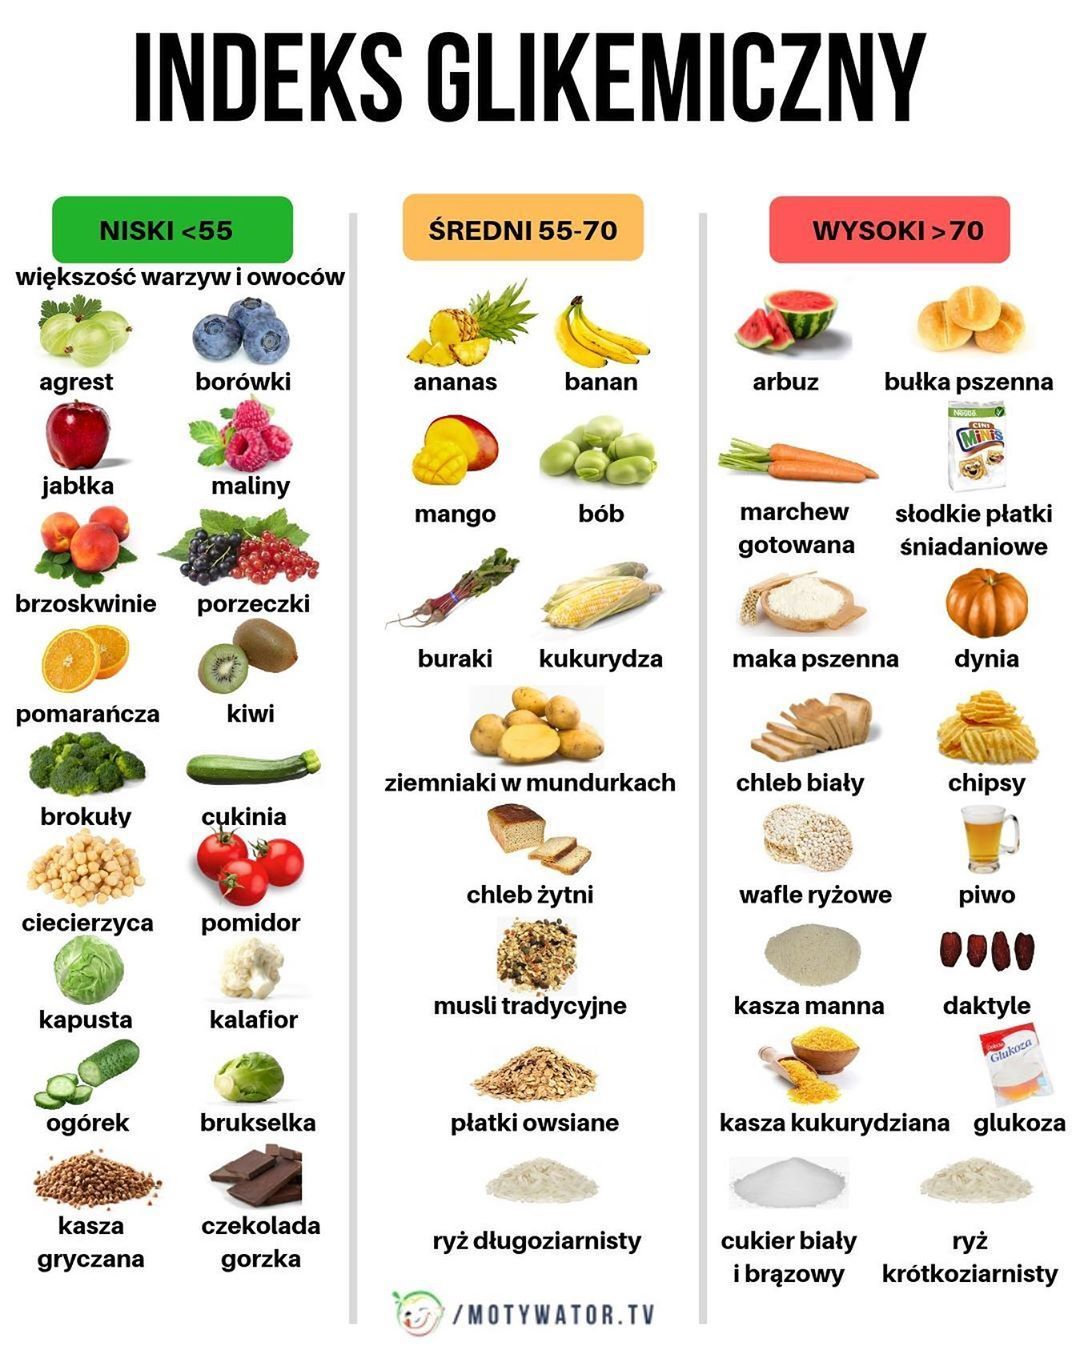 INDEKS GLIKEMICZNY
NISKI <55
większość warzyw i owoców
agrest
borówki
jabłka
maliny
brzoskwinie
porzeczki
pomarańcza
kiwi
brokuły
cukinia
ciecierzyca
pomidor
kapusta
kalafior
ogórek
brukselka
kasza
gryczana
czekolada
gorzka
ŚREDNI 55-70
ananas
banan
mango
bób
buraki
kukurydza
ziemniaki w mundurkach
chleb żytni
musli tradycyjne
płatki owsiane
ryż długoziarnisty
WYSOKI >70
arbuz
bułka pszenna
Nestlé
CINI
MiNiS
marchew
gotowana
słodkie płatki
śniadaniowe
maka pszenna
dynia
chleb biały
chipsy
wafle ryżowe
piwo
kasza manna
daktyle
Glukoza
kasza kukurydziana
glukoza
cukier biały
i brązowy
ryż
krótkoziarnisty
/MOTYWATOR.TV